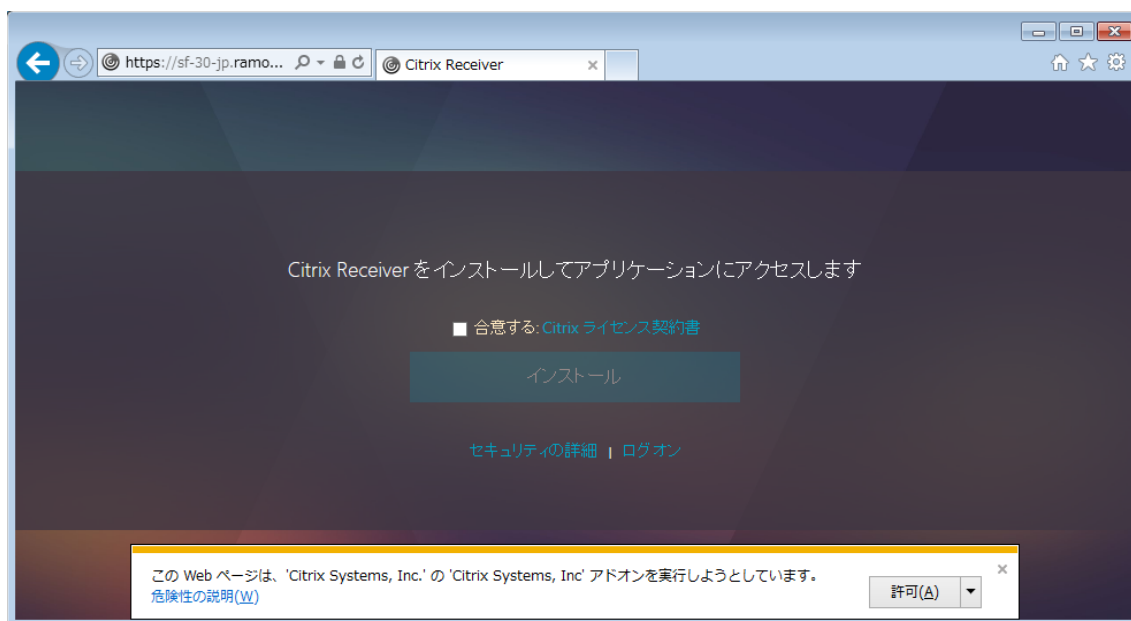 https://sf-30-jp.ramo...
Citrix Receiver
Citrix Receiver をインストールしてアプリケーションにアクセスします
合意する: Citrix ライセンス契約書
インストール
セキュリティの詳細 | ログオン
この Web ページは、'Citrix Systems, Inc.' の 'Citrix Systems, Inc' アドオンを実行しようとしています。
危険性の説明(W)
許可(A)